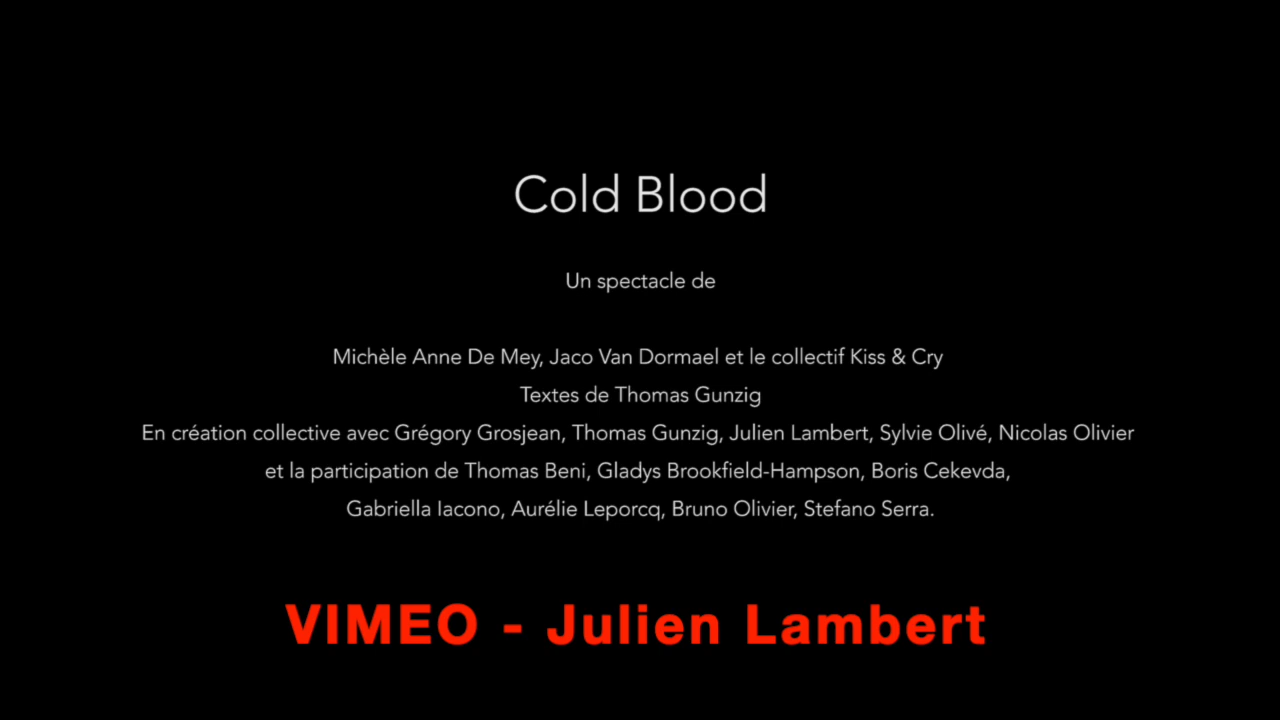 Cold Blood
Un spectacle de
Michèle Anne De Mey, Jaco Van Dormael et le collectif Kiss & Cry
Textes de Thomas Gunzig
En création collective avec Grégory Grosjean, Thomas Gunzig, Julien Lambert, Sylvie Olivé, Nicolas Olivier
et la participation de Thomas Beni, Gladys Brookfield-Hampson, Boris Cekevda,
Gabriella Iacono, Aurélie Leporcq, Bruno Olivier, Stefano Serra.
VIMEO - Julien Lambert